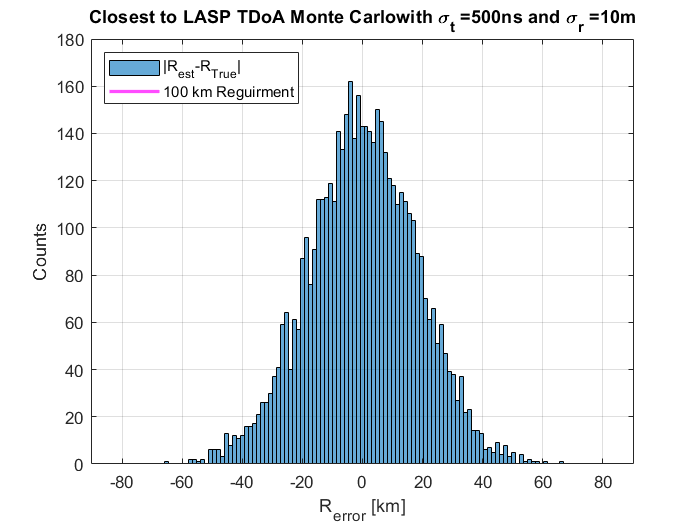 Closest to LASP TDoA Monte Carlowith σt =500ns and σr =10m
180
160
140
120
100
80
60
40
20
0
Counts
|Rest-RTrue|
100 km Reguirment
-80 -60 -40 -20 0 20 40 60 80
Rerror [km]